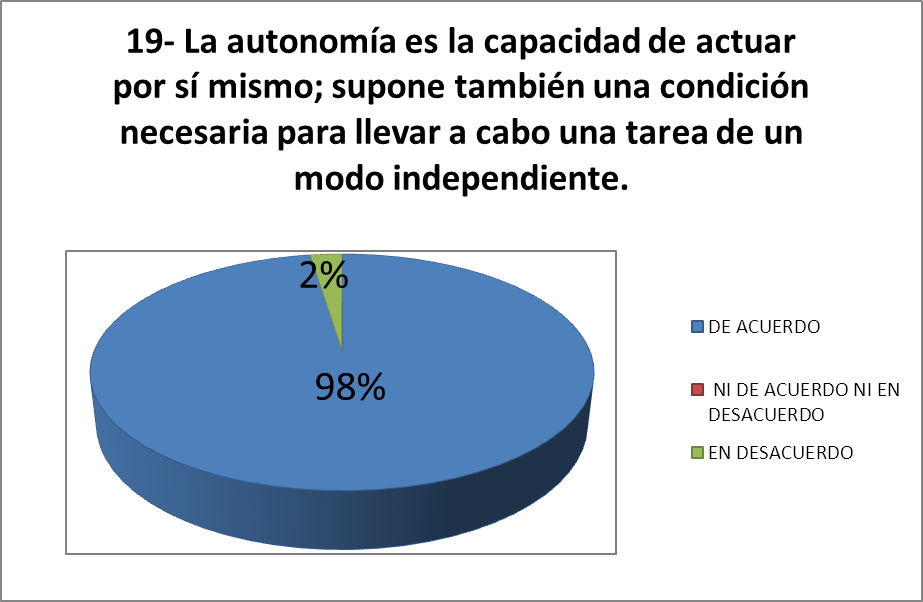 19- La autonomía es la capacidad de actuar
por sí mismo; supone también una condición
necesaria para llevar a cabo una tarea de un
modo independiente.
2%
98%
DE ACUERDO
NI DE ACUERDO NI EN
DESACUERDO
EN DESACUERDO